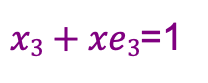 x₃ + xe₃=1